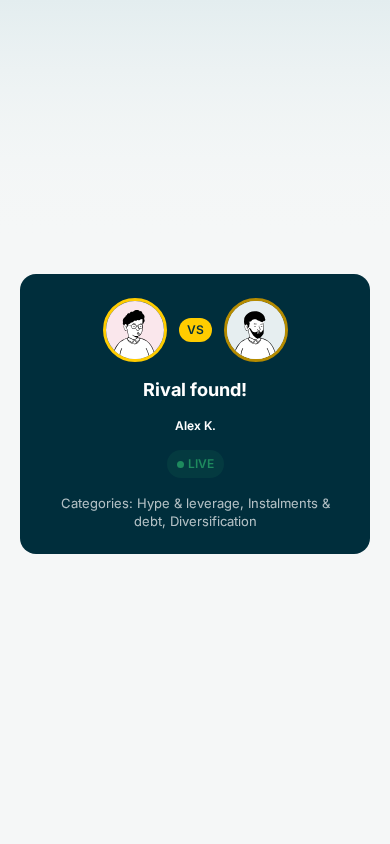 VS
Rival found!
Alex K.
LIVE
Categories: Hype & leverage, Instalments &
debt, Diversification